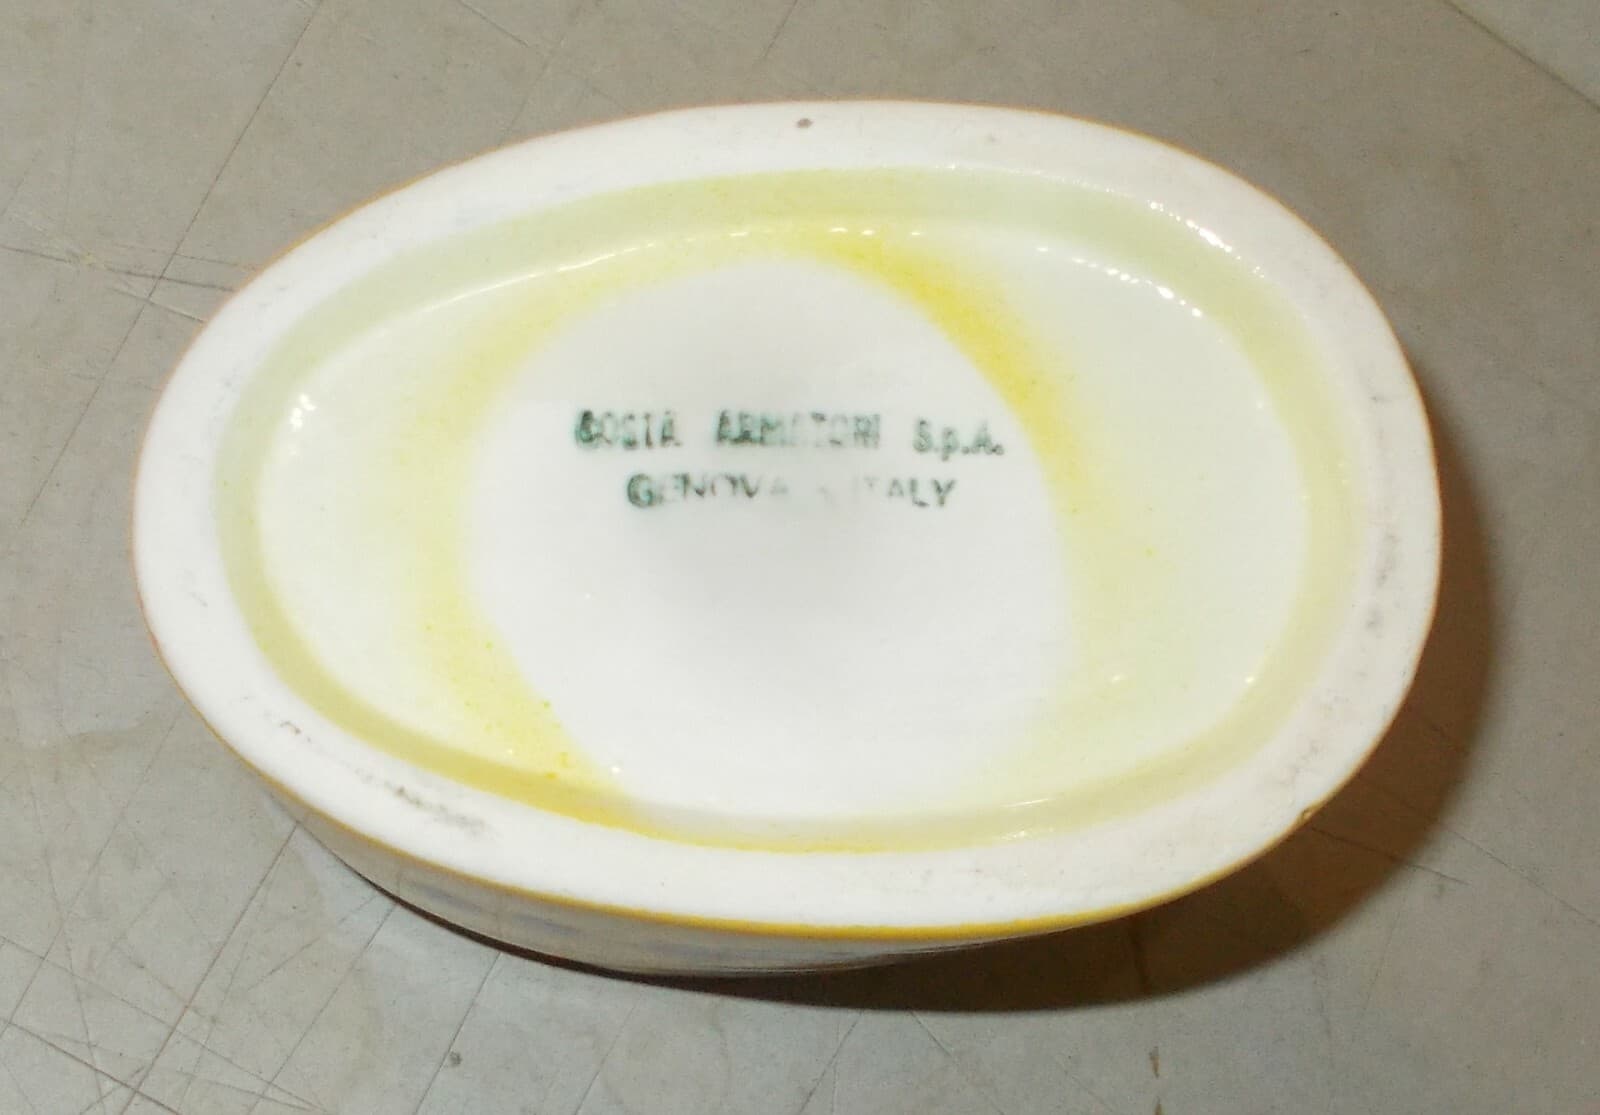 COSTA ARMATORI S.p.A.
GENOVA - ITALY